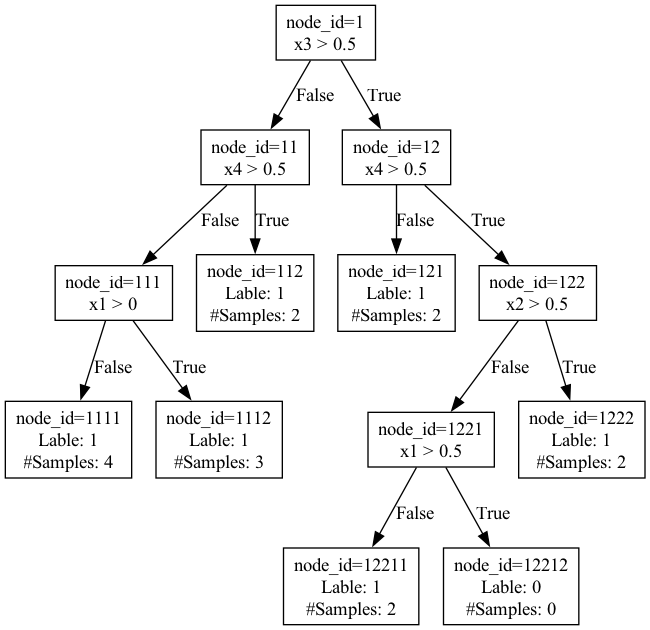 node_id=1
x3 > 0.5
False
True
node_id=11
x4 > 0.5
node_id=12
x4 > 0.5
False
True
False
True
node_id=111
x1 > 0
node_id=112
Lable: 1
#Samples: 2
node_id=121
Lable: 1
#Samples: 2
node_id=122
x2 > 0.5
False
True
False
True
node_id=1111
Lable: 1
#Samples: 4
node_id=1112
Lable: 1
#Samples: 3
node_id=1221
x1 > 0.5
node_id=1222
Lable: 1
#Samples: 2
False
True
node_id=12211
Lable: 1
#Samples: 2
node_id=12212
Lable: 0
#Samples: 0